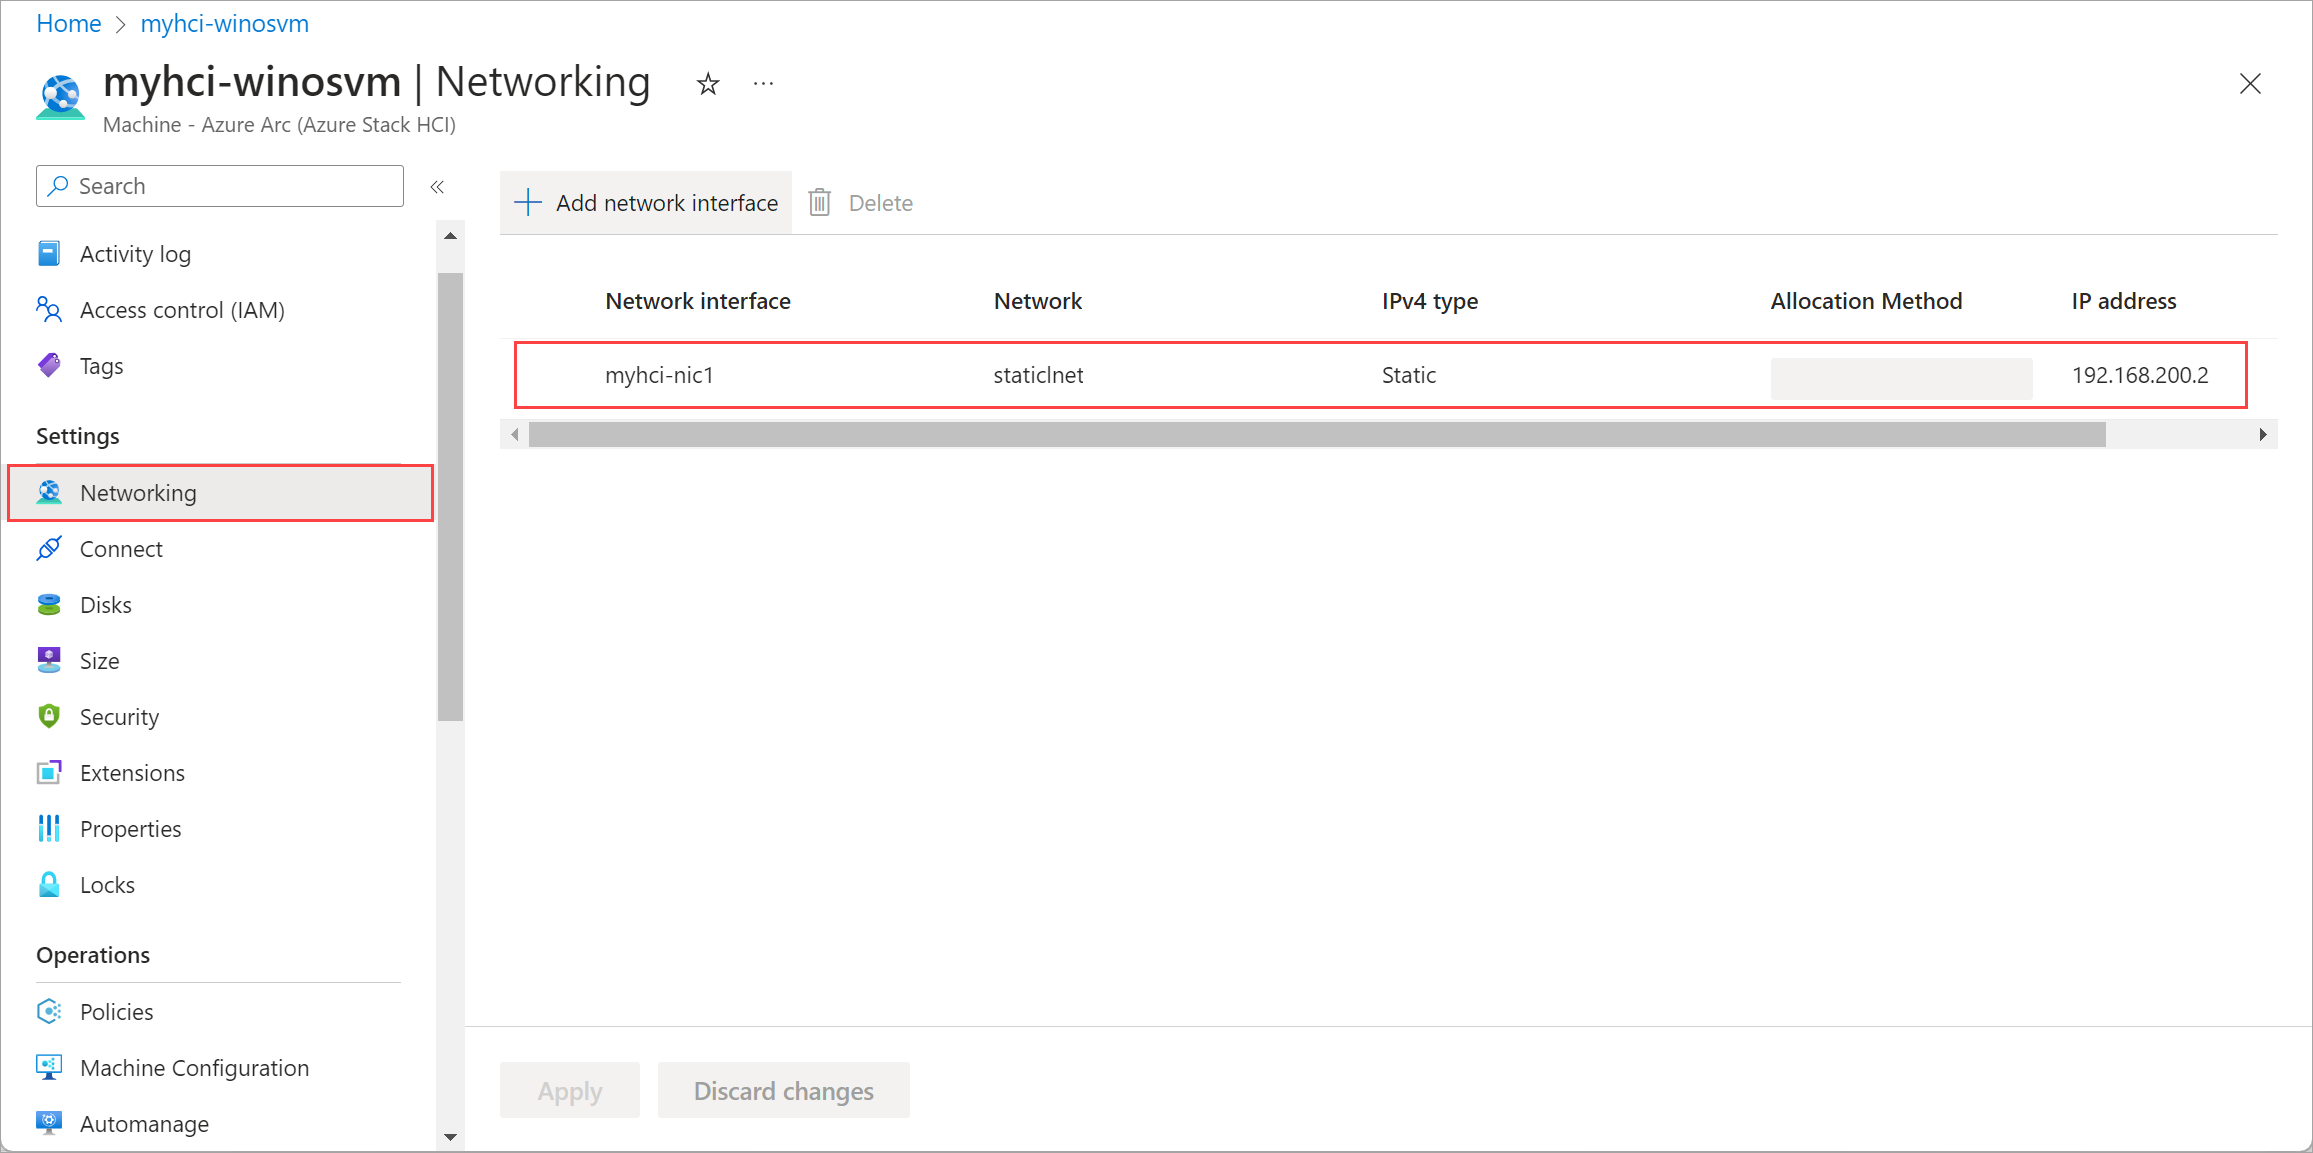 Home > myhci-winosvm
myhci-winosvm | Networking
Machine - Azure Arc (Azure Stack HCI)
Search
Activity log
Access control (IAM)
Tags
Settings
Networking
Connect
Disks
Size
Security
Extensions
Properties
Locks
Operations
Policies
Machine Configuration
Automanage
Add network interface Delete
Network interface Network IPv4 type Allocation Method IP address
myhci-nic1 staticlnet Static 192.168.200.2
Apply Discard changes